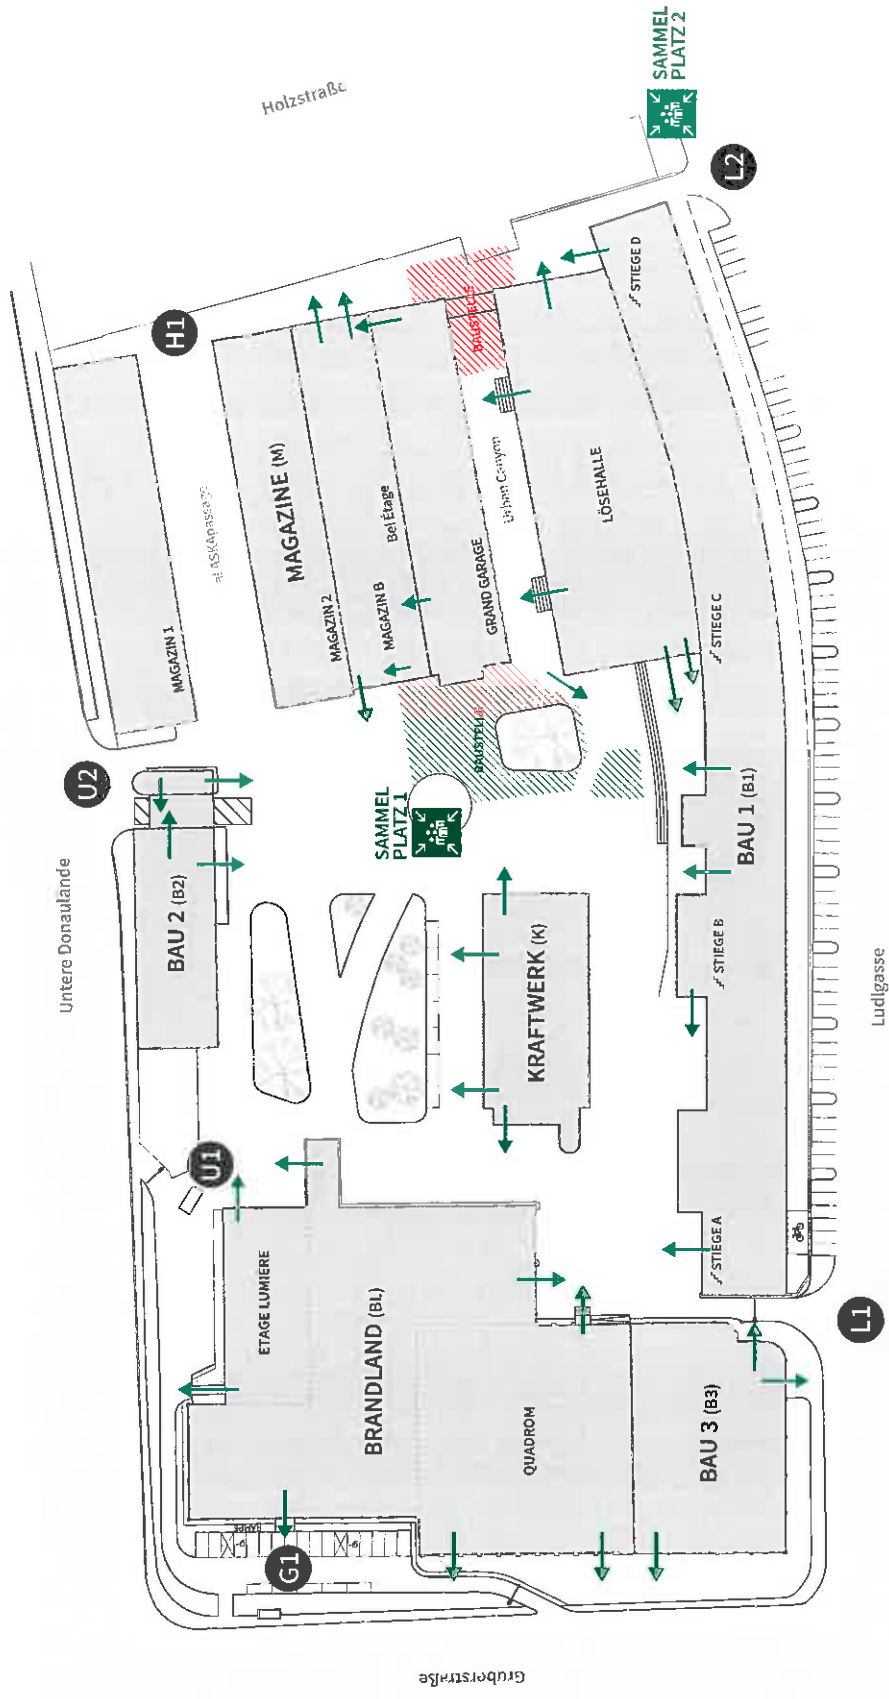 Holzstraße
SAMMEL
PLATZ 2
L2
H1
STIEGE D
BAUSTELLE
MAGAZINE (M)
MAGAZIN 1
aLASKApassage
MAGAZIN 2
Bel Etage
MAGAZIN B
GRAND GARAGE
Urban Canyon
LÖSEHALLE
STIEGE C
U2
BAUSTELLE
SAMMEL
PLATZ 1
Untere Donaulände
BAU 2 (B2)
BAU 1 (B1)
STIEGE B
KRAFTWERK (K)
Ludlgasse
U1
STIEGE A
ETAGE LUMIERE
BRANDLAND (BL)
L1
QUADROM
BAU 3 (B3)
G1
Gruberstraße